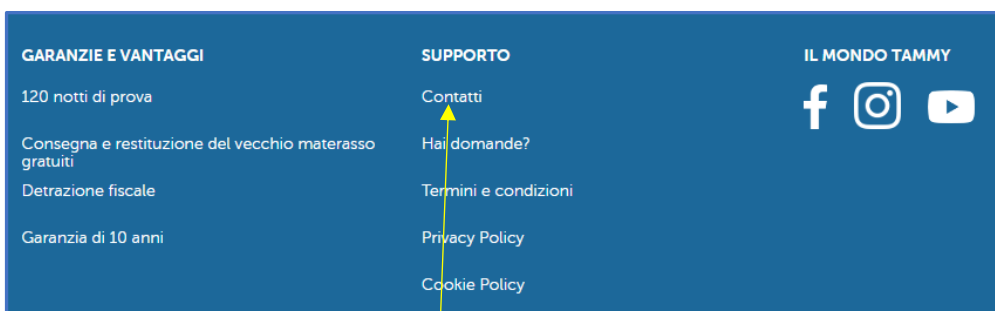 GARANZIE E VANTAGGI
120 notti di prova
Consegna e restituzione del vecchio materasso
gratuiti
Detrazione fiscale
Garanzia di 10 anni
SUPPORTO
Contatti
Hai domande?
Termini e condizioni
Privacy Policy
Cookie Policy
IL MONDO TAMMY